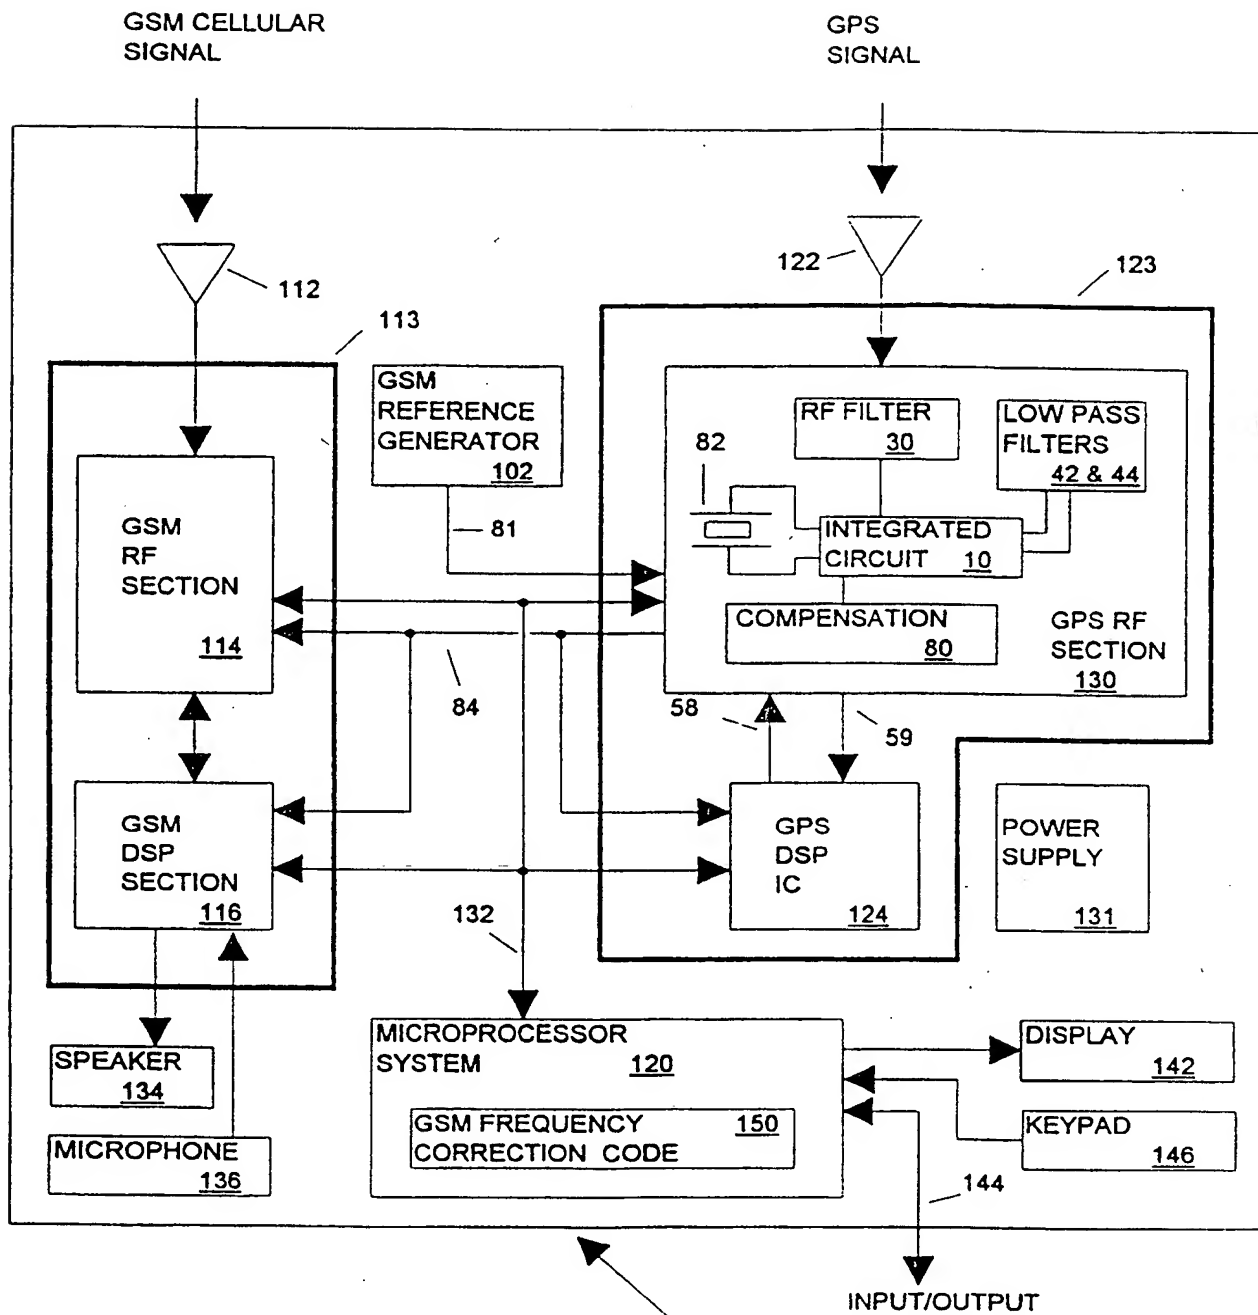 GSM CELLULAR
SIGNAL
GPS
SIGNAL
112
122
123
113
GSM
REFERENCE
GENERATOR
102
RF FILTER
30
LOW PASS
FILTERS
42 & 44
82
81
GSM
RF
SECTION
114
INTEGRATED
CIRCUIT 10
COMPENSATION
80
GPS RF
SECTION
130
84
58
59
GSM
DSP
SECTION
116
GPS
DSP
IC
124
POWER
SUPPLY
131
132
SPEAKER
134
MICROPHONE
136
MICROPROCESSOR
SYSTEM 120
GSM FREQUENCY 150
CORRECTION CODE
DISPLAY
142
KEYPAD
146
144
INPUT/OUTPUT